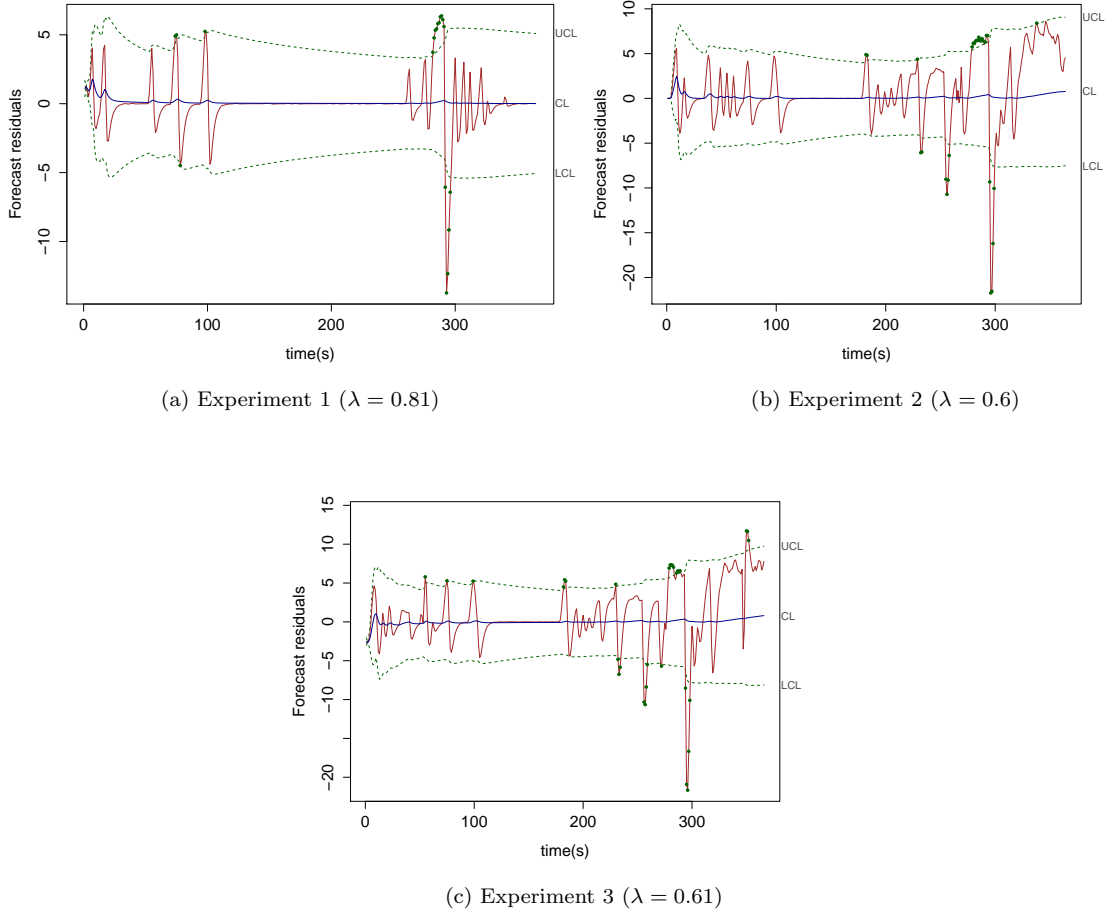 Forecast residuals
5
0
−5
−10
UCL
CL
LCL
0
100
200
300
time(s)
(a) Experiment 1 (λ = 0.81)
Forecast residuals
10
5
0
−5
−10
−15
−20
UCL
CL
LCL
0
100
200
300
time(s)
(b) Experiment 2 (λ = 0.6)
Forecast residuals
15
10
5
0
−5
−10
−20
UCL
CL
LCL
0
100
200
300
time(s)
(c) Experiment 3 (λ = 0.61)